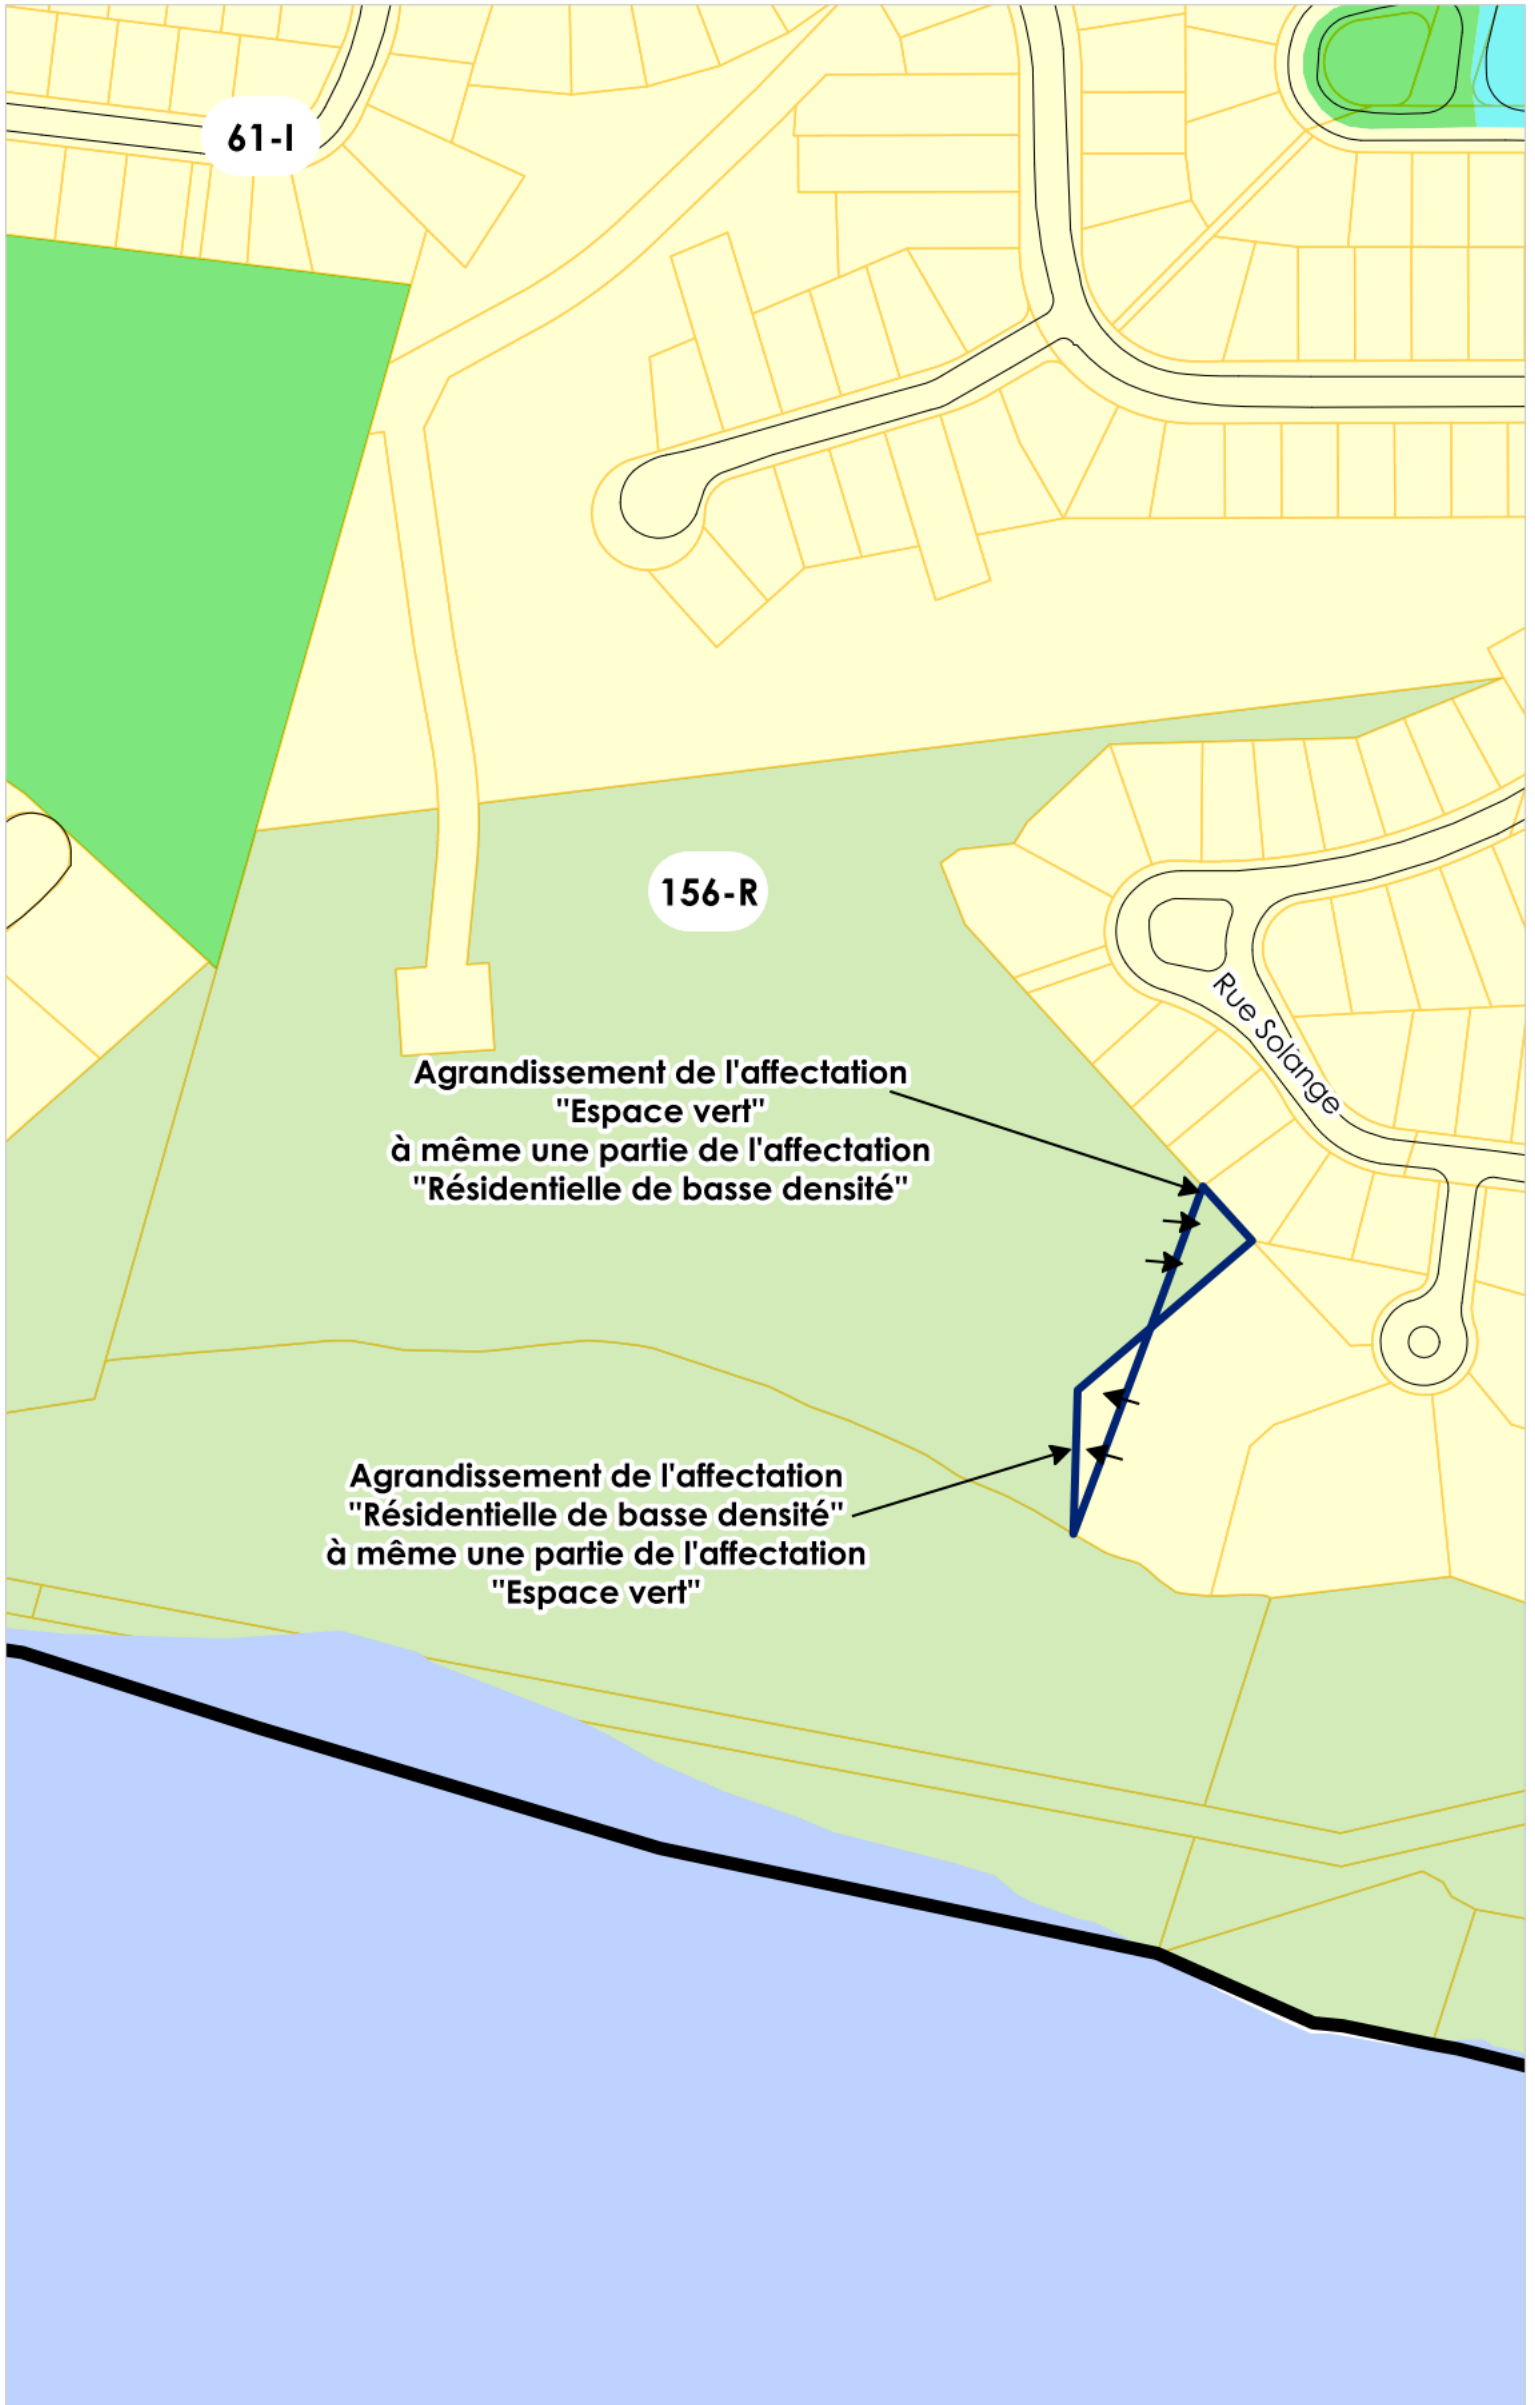 61-I
156-R
Rue Solange
Agrandissement de l'affectation
"Espace vert"
à même une partie de l'affectation
"Résidentielle de basse densité"
Agrandissement de l'affectation
"Résidentielle de basse densité"
à même une partie de l'affectation
"Espace vert"